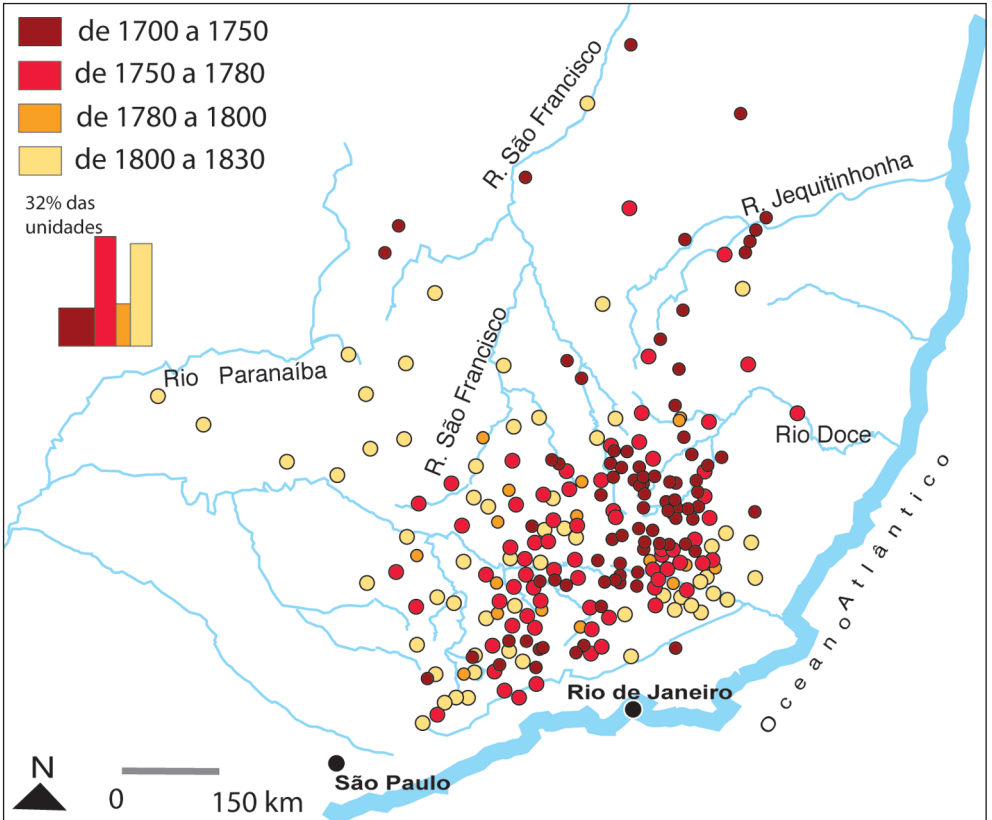 de 1700 a 1750
de 1750 a 1780
de 1780 a 1800
de 1800 a 1830
32% das
unidades
R. São Francisco
R. Jequitinhonha
R. São Francisco
Rio Paranaíba
Rio Doce
Oceano Atlântico
Rio de Janeiro
São Paulo
N
0 150 km